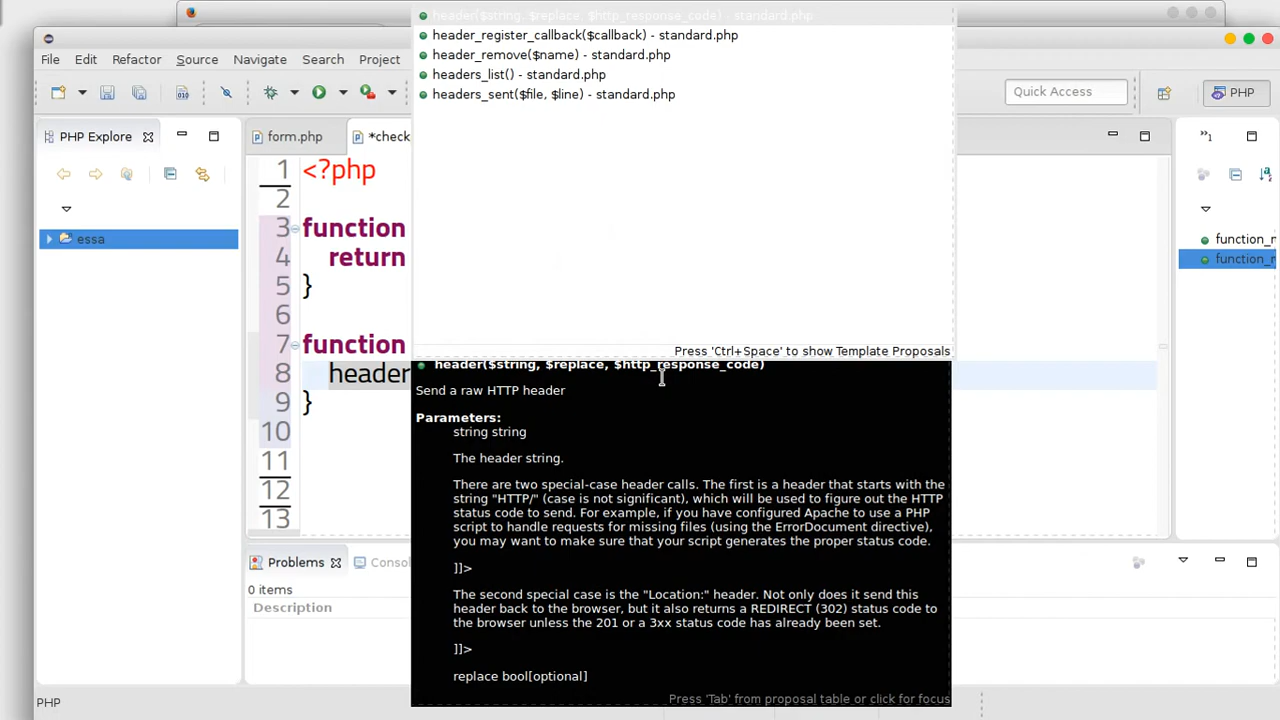 header($string, $replace, $http_response_code) - standard.php
header_register_callback($callback) - standard.php
header_remove($name) - standard.php
headers_list() - standard.php
headers_sent($file, $line) - standard.php
Press 'Ctrl+Space' to show Template Proposals
File Edit Refactor Source Navigate Search Project
Quick Access
PHP
PHP Explore
form.php
*check
essa
1 <?php
2
3 function
4 return
5 }
6
7 function
8 header
9 }
10
11
12
13
»1
function_r
function_r
header($string, $replace, $http_response_code)
Send a raw HTTP header
Parameters:
string string
The header string.
There are two special-case header calls. The first is a header that starts with the
string "HTTP/" (case is not significant), which will be used to figure out the HTTP
status code to send. For example, if you have configured Apache to use a PHP
script to handle requests for missing files (using the ErrorDocument directive),
you may want to make sure that your script generates the proper status code.
]]>
The second special case is the "Location:" header. Not only does it send this
header back to the browser, but it also returns a REDIRECT (302) status code to
the browser unless the 201 or a 3xx status code has already been set.
]]>
replace bool[optional]
Press 'Tab' from proposal table or click for focus
Problems
Consol
0 items
Description
PHP